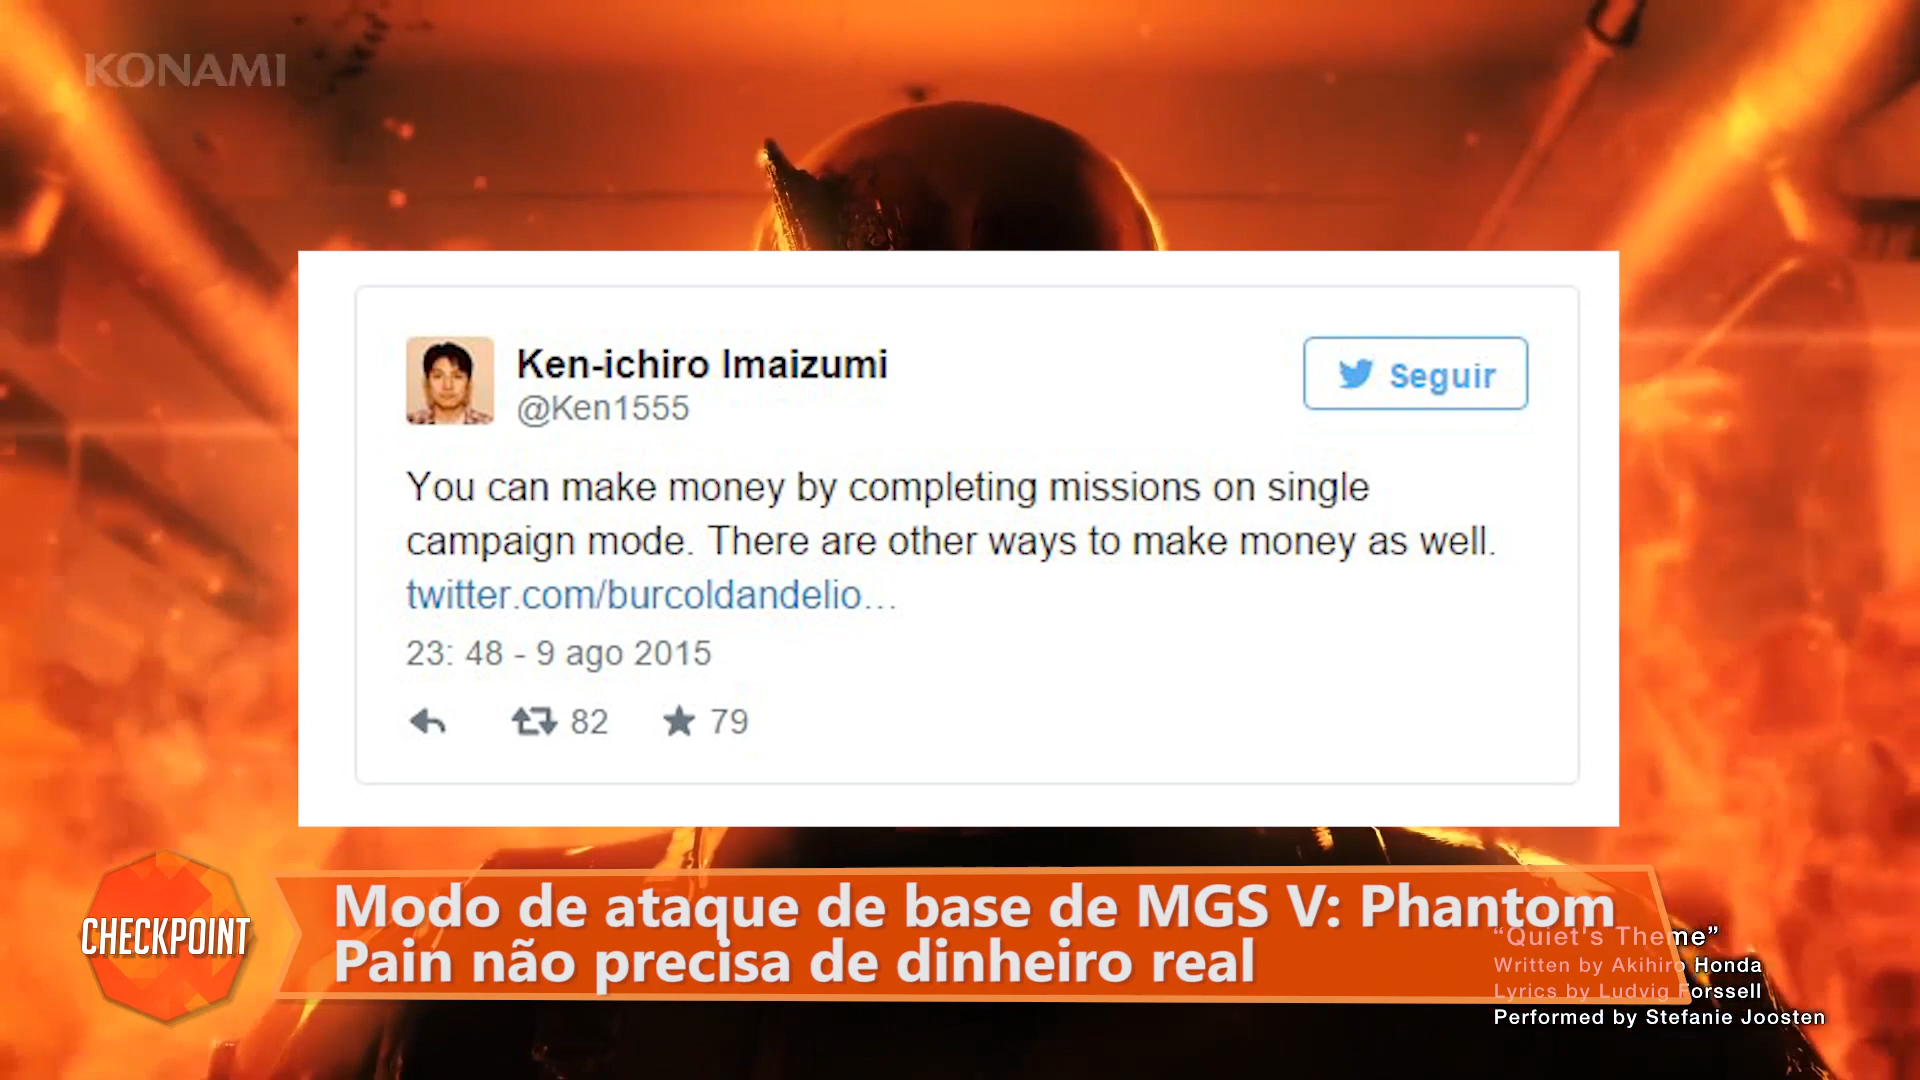 KONAMI
Ken-ichiro Imaizumi
@Ken1555
Seguir
You can make money by completing missions on single
campaign mode. There are other ways to make money as well.
twitter.com/burcoldandelio…
23: 48 - 9 ago 2015
82 79
CHECKPOINT
Modo de ataque de base de MGS V: Phantom
Pain não precisa de dinheiro real
“Quiet's Theme”
Written by Akihiro Honda
Lyrics by Ludvig Forssell
Performed by Stefanie Joosten